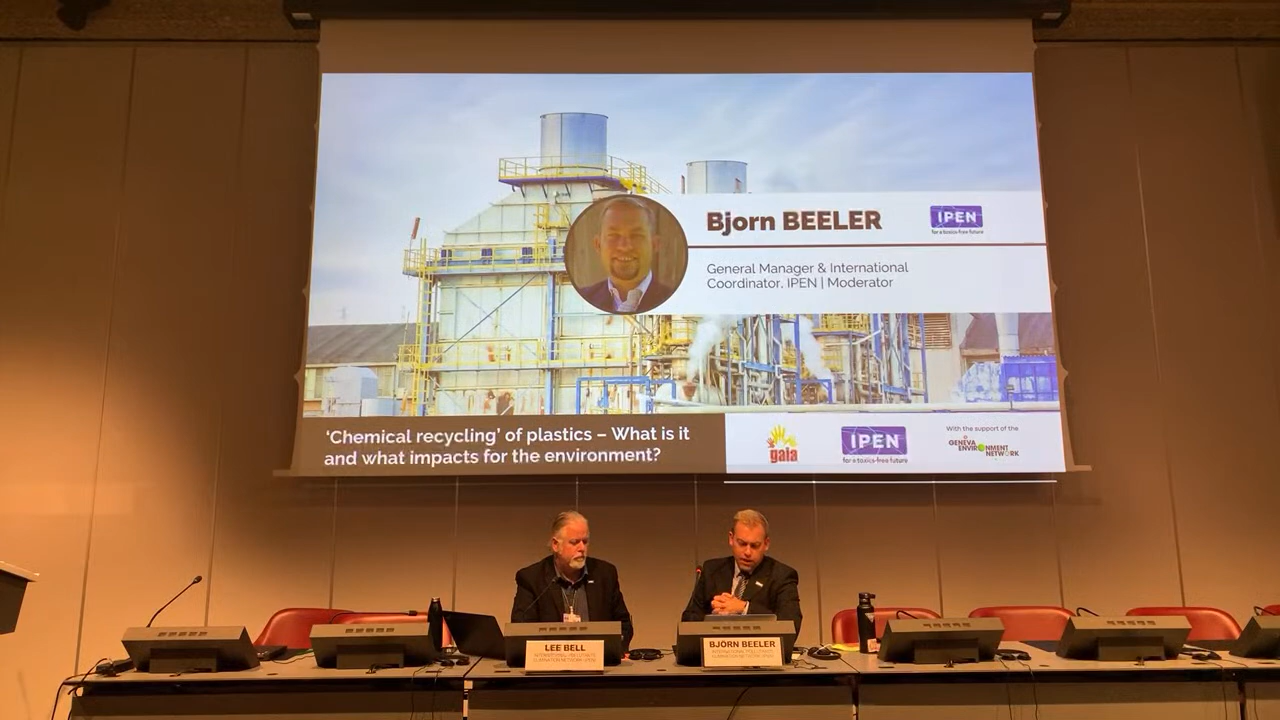 Bjorn BEELER
IPEN
for a toxics-free future
General Manager & International
Coordinator, IPEN | Moderator
'Chemical recycling' of plastics – What is it
and what impacts for the environment?
gaia
IPEN
for a toxics-free future
With the support of the
GENEVA
ENVIRONMENT
NETWORK
LEE BELL
BJÖRN BEELER